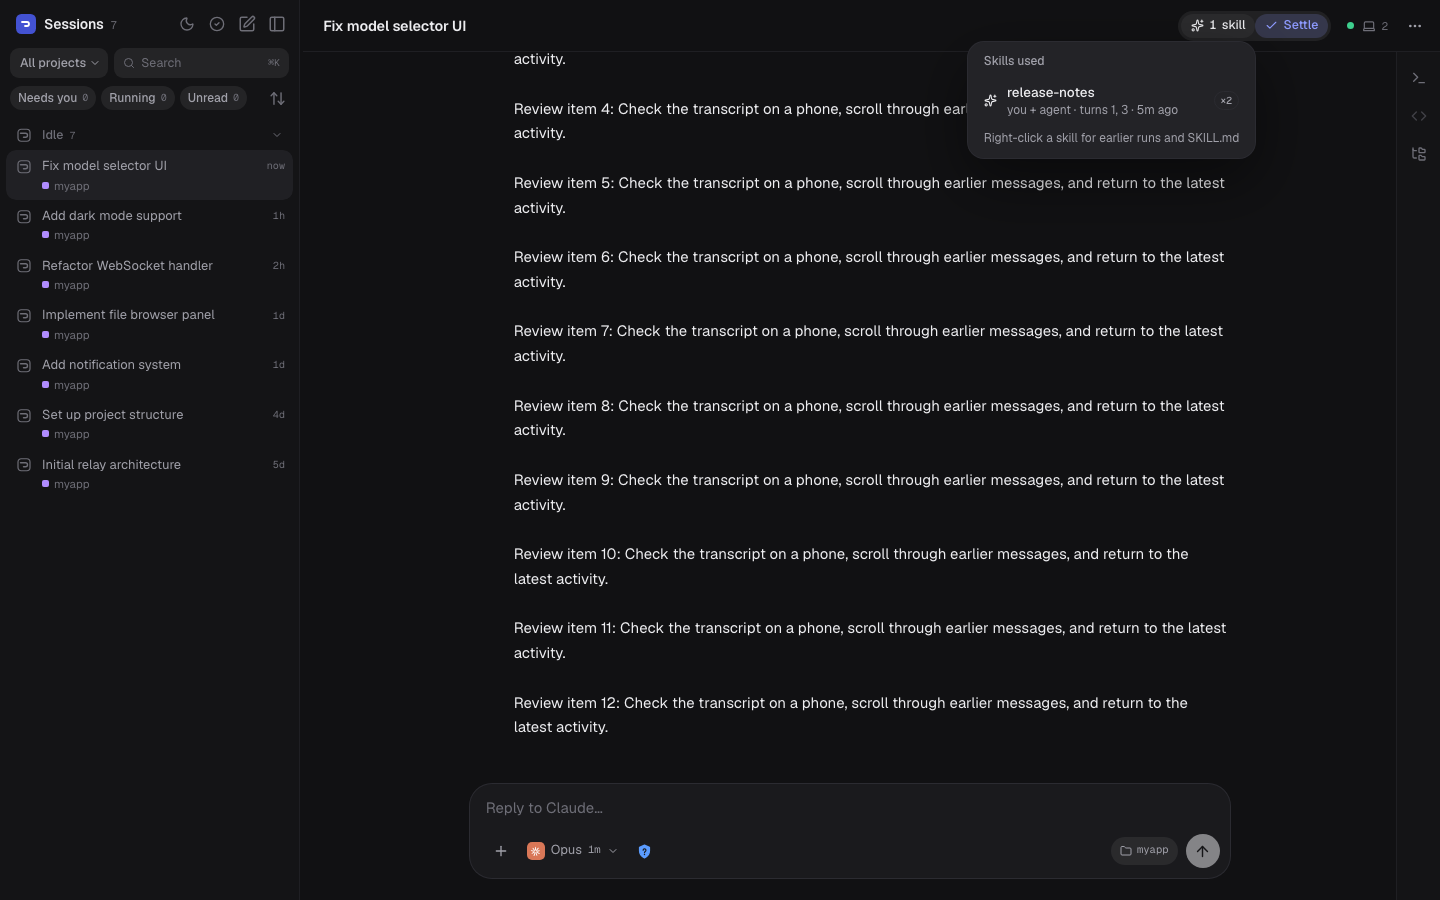 Sessions 7
All projects
Search ⌘K
Needs you 0
Running 0
Unread 0
Idle 7
Fix model selector UI now
myapp
Add dark mode support 1h
myapp
Refactor WebSocket handler 2h
myapp
Implement file browser panel 1d
myapp
Add notification system 1d
myapp
Set up project structure 4d
myapp
Initial relay architecture 5d
myapp
Fix model selector UI
1 skill
Settle
2
Skills used
release-notes
you + agent · turns 1, 3 · 5m ago
×2
Right-click a skill for earlier runs and SKILL.md
activity.
Review item 4: Check the transcript on a phone, scroll through
activity.
Review item 5: Check the transcript on a phone, scroll through earlier messages, and return to the latest
activity.
Review item 6: Check the transcript on a phone, scroll through earlier messages, and return to the latest
activity.
Review item 7: Check the transcript on a phone, scroll through earlier messages, and return to the latest
activity.
Review item 8: Check the transcript on a phone, scroll through earlier messages, and return to the latest
activity.
Review item 9: Check the transcript on a phone, scroll through earlier messages, and return to the latest
activity.
Review item 10: Check the transcript on a phone, scroll through earlier messages, and return to the
latest activity.
Review item 11: Check the transcript on a phone, scroll through earlier messages, and return to the latest
activity.
Review item 12: Check the transcript on a phone, scroll through earlier messages, and return to the
latest activity.
Reply to Claude...
Opus 1m
myapp